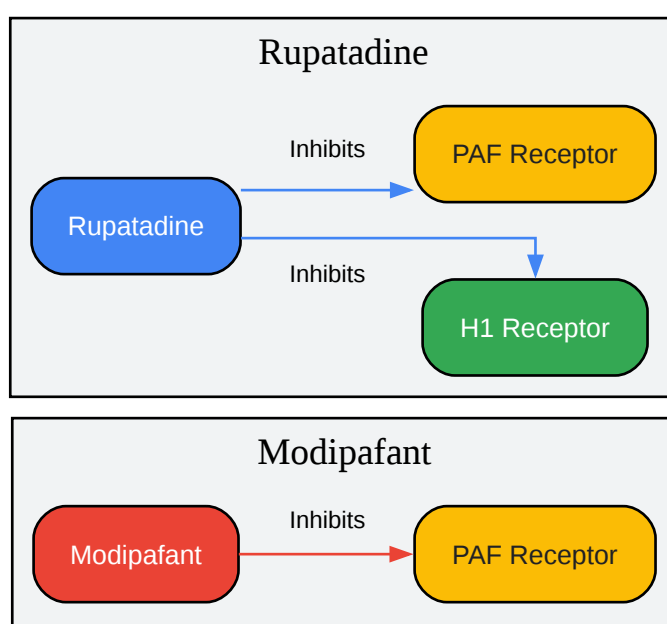 Rupatadine
Inhibits
PAF Receptor
Rupatadine
Inhibits
H1 Receptor
Modipafant
Inhibits
Modipafant
PAF Receptor